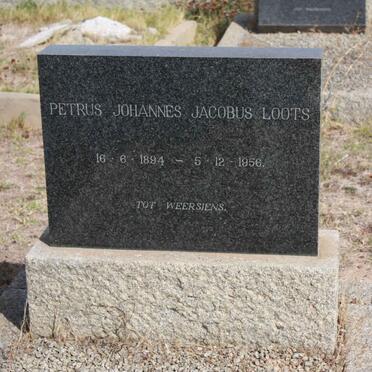 PETRUS JOHANNES JACOBUS LOOTS
16 · 6 · 1894 – 5 · 12 · 1956.
TOT WEERSIENS.